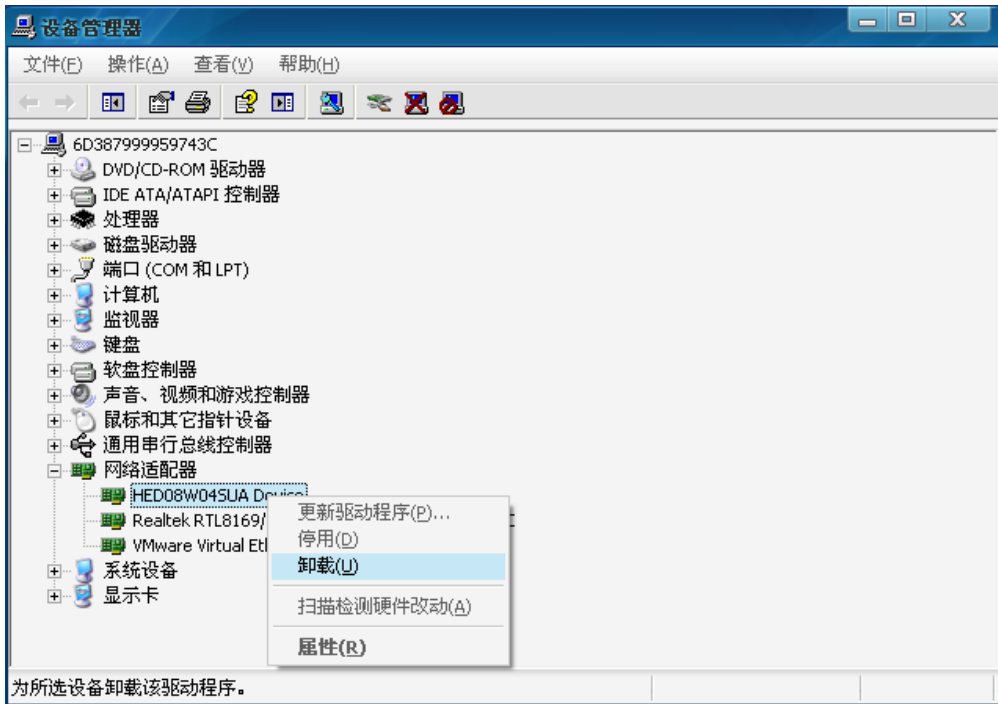 设备管理器
文件(F) 操作(A) 查看(V) 帮助(H)
6D387999959743C
DVD/CD-ROM 驱动器
IDE ATA/ATAPI 控制器
处理器
磁盘驱动器
端口 (COM 和 LPT)
计算机
监视器
键盘
软盘控制器
声音、视频和游戏控制器
鼠标和其它指针设备
通用串行总线控制器
网络适配器
HED08W04SUA Device
Realtek RTL8169/
VMware Virtual
系统设备
显示卡
更新驱动程序(P)...
停用(D)
卸载(U)
扫描检测硬件改动(A)
属性(R)
为所选设备卸载该驱动程序。